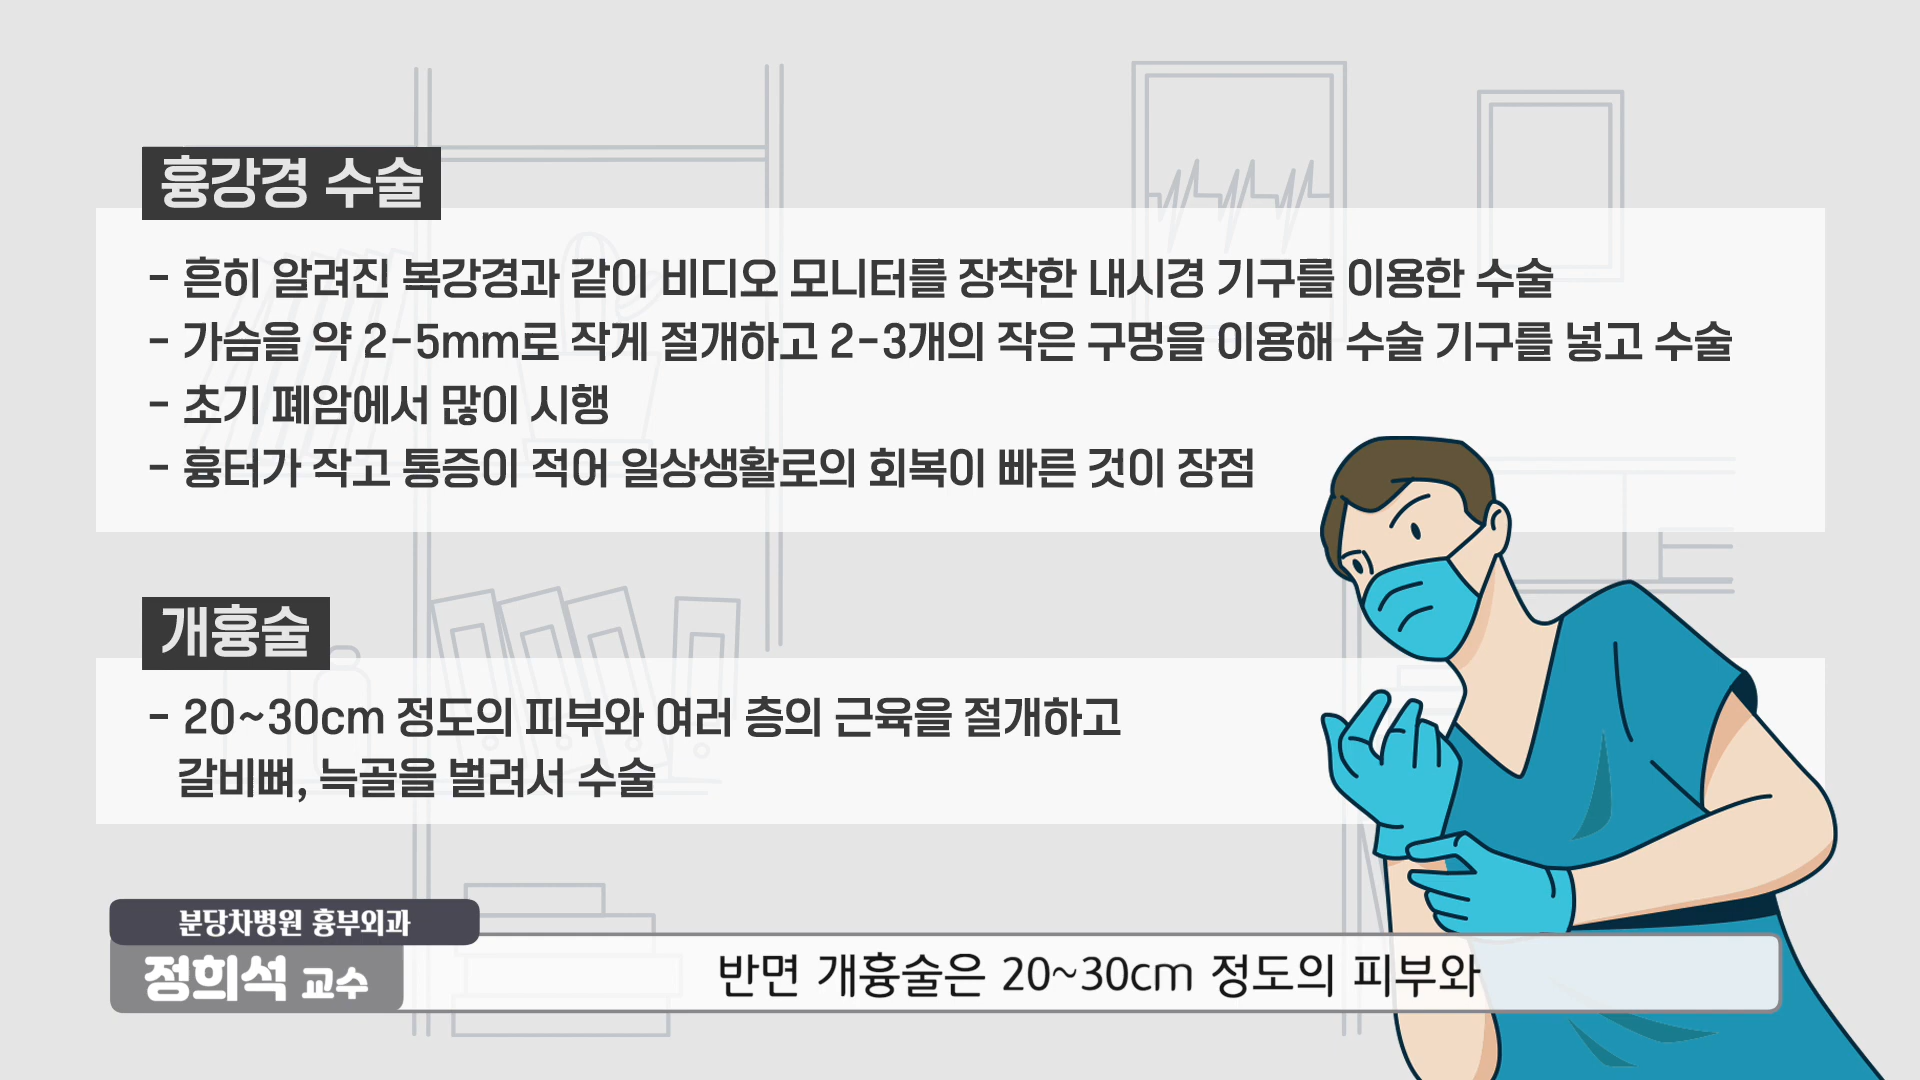 흉강경 수술
- 흔히 알려진 복강경과 같이 비디오 모니터를 장착한 내시경 기구를 이용한 수술
- 가슴을 약 2-5mm로 작게 절개하고 2-3개의 작은 구멍을 이용해 수술 기구를 넣고 수술
- 초기 폐암에서 많이 시행
- 흉터가 작고 통증이 적어 일상생활로의 회복이 빠른 것이 장점
개흉술
- 20~30cm 정도의 피부와 여러 층의 근육을 절개하고
갈비뼈, 늑골을 벌려서 수술
분당차병원 흉부외과
정희석 교수
반면 개흉술은 20~30cm 정도의 피부와